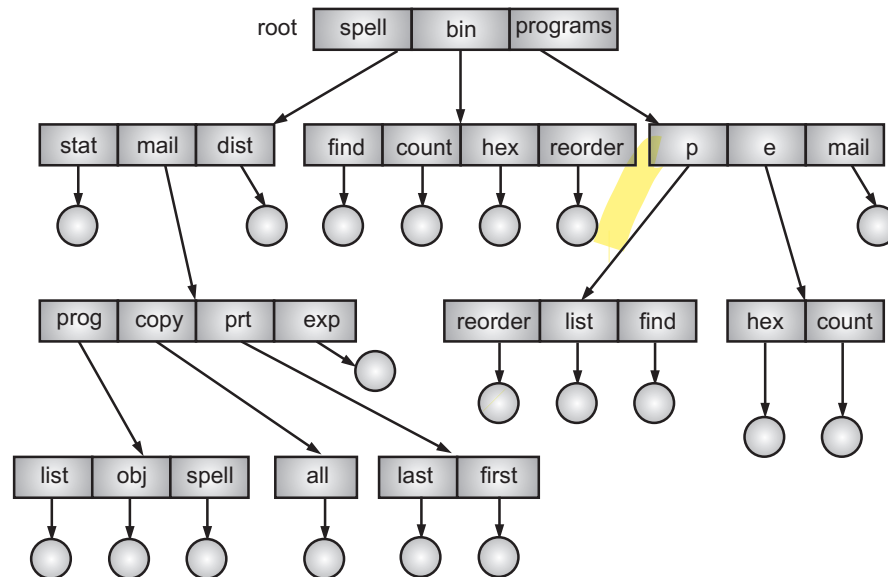 root spell bin programs
stat mail dist find count hex reorder p e mail
prog copy prt exp reorder list find hex count
list obj spell all last first